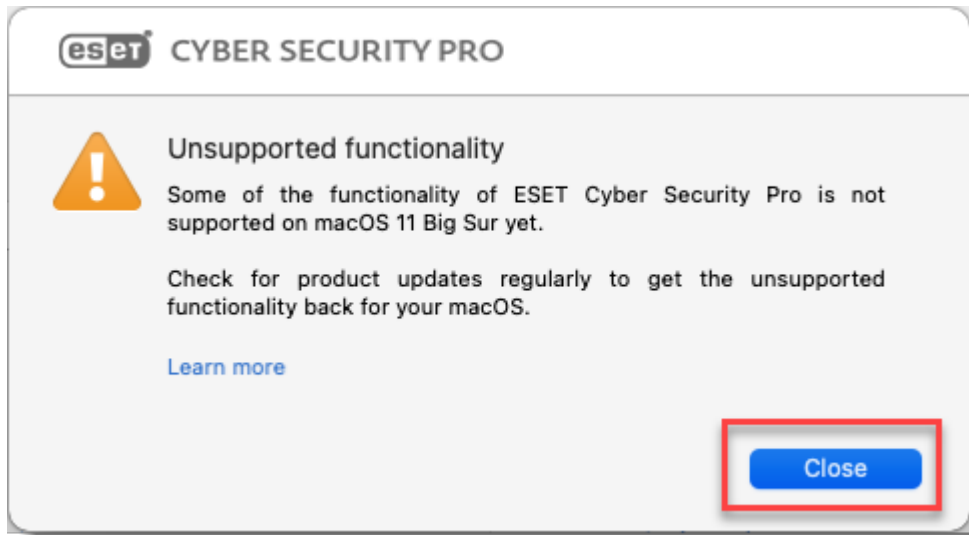 eset CYBER SECURITY PRO
Unsupported functionality
Some of the functionality of ESET Cyber Security Pro is not
supported on macOS 11 Big Sur yet.
Check for product updates regularly to get the unsupported
functionality back for your macOS.
Learn more
Close